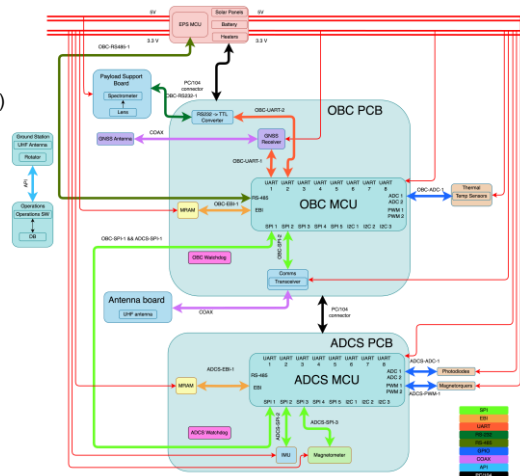 )
5V
5V
EPS MCU
Solar Panels
Battery
Heaters
3.3 V
3.3 V
OBC-RS485-1
Payload Support
Board
Spectrometer
Lens
OBC-RS232-1
PC/104
connector
RS232 -> TTL
Converter
OBC-UART-2
OBC PCB
GNSS Antenna
COAX
GNSS
Receiver
OBC-UART-1
Ground Station
UHF Antenna
Rotator
API
Operations
Operations SW
DB
UART UART UART UART UART UART UART UART
1 2 3 4 5 6 7 8
RS-485
EBI
OBC MCU
ADC 1
ADC 2
PWM 1
PWM 2
SPI 1 SPI 2 SPI 3 SPI 4 SPI 5 I2C 1 I2C 2 I2C 3
MRAM
OBC-EBI-1
OBC-ADC-1
Thermal
Temp Sensors
OBC-SPI-1 && ADCS-SPI-1
OBC-SPI-2
OBC Watchdog
Comms
Transceiver
Antenna board
UHF antenna
COAX
PC/104
connector
ADCS PCB
UART UART UART UART UART UART UART UART
1 2 3 4 5 6 7 8
RS-485
EBI
ADCS MCU
ADC 1
ADC 2
PWM 1
PWM 2
SPI 1 SPI 2 SPI 3 SPI 4 SPI 5 I2C 1 I2C 2 I2C 3
MRAM
ADCS-EBI-1
ADCS-ADC-1
Photodiodes
Magnetorquers
ADCS-PWM-1
ADCS Watchdog
ADCS-SPI-2
ADCS-SPI-3
IMU
Magnetometer
SPI
EBI
UART
RS-232
RS-485
GPIO
COAX
API
PC/104